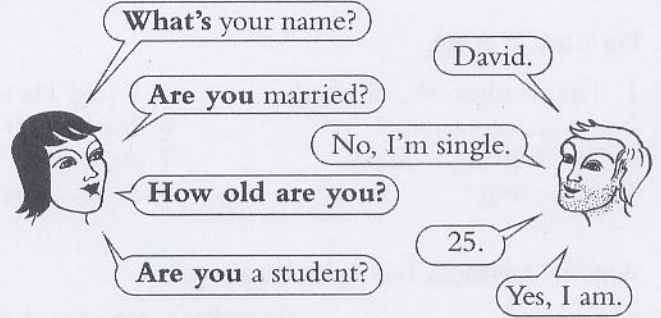 What's your name?
David.
Are you married?
No, I'm single.
How old are you?
25.
Are you a student?
Yes, I am.